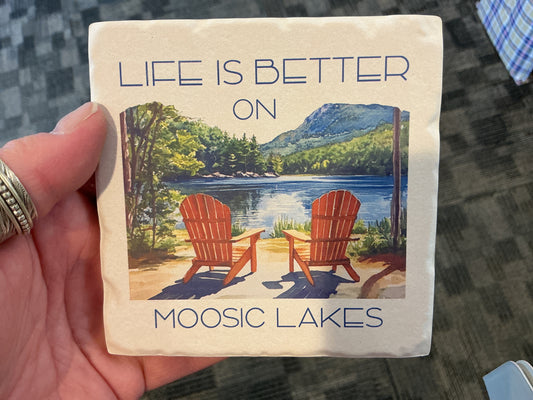 LIFE IS BETTER
ON
MOOSIC LAKES